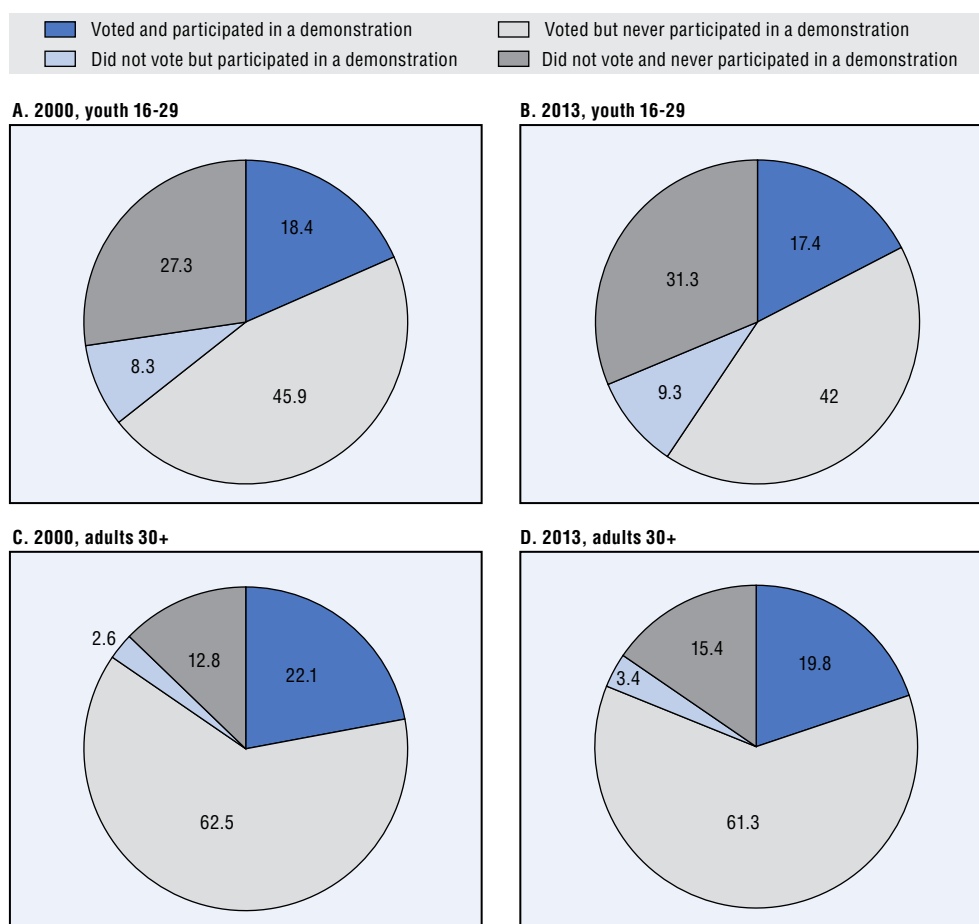 Voted and participated in a demonstration
Voted but never participated in a demonstration
Did not vote but participated in a demonstration
Did not vote and never participated in a demonstration
A. 2000, youth 16-29
18.4
27.3
8.3
45.9
B. 2013, youth 16-29
17.4
31.3
9.3
42
C. 2000, adults 30+
2.6
12.8
22.1
62.5
D. 2013, adults 30+
15.4
19.8
3.4
61.3